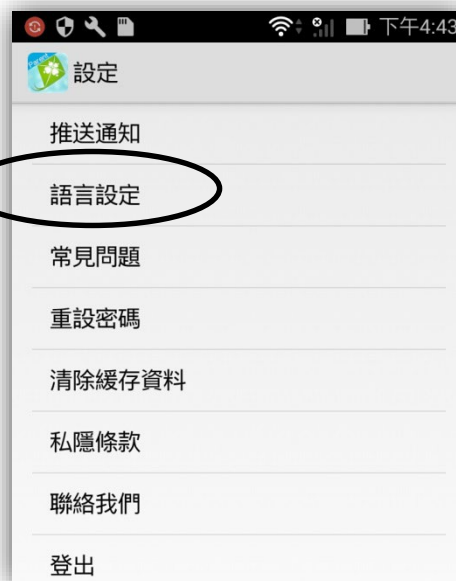 下午4:43
設定
推送通知
語言設定
常見問題
重設密碼
清除緩存資料
私隱條款
聯絡我們
登出